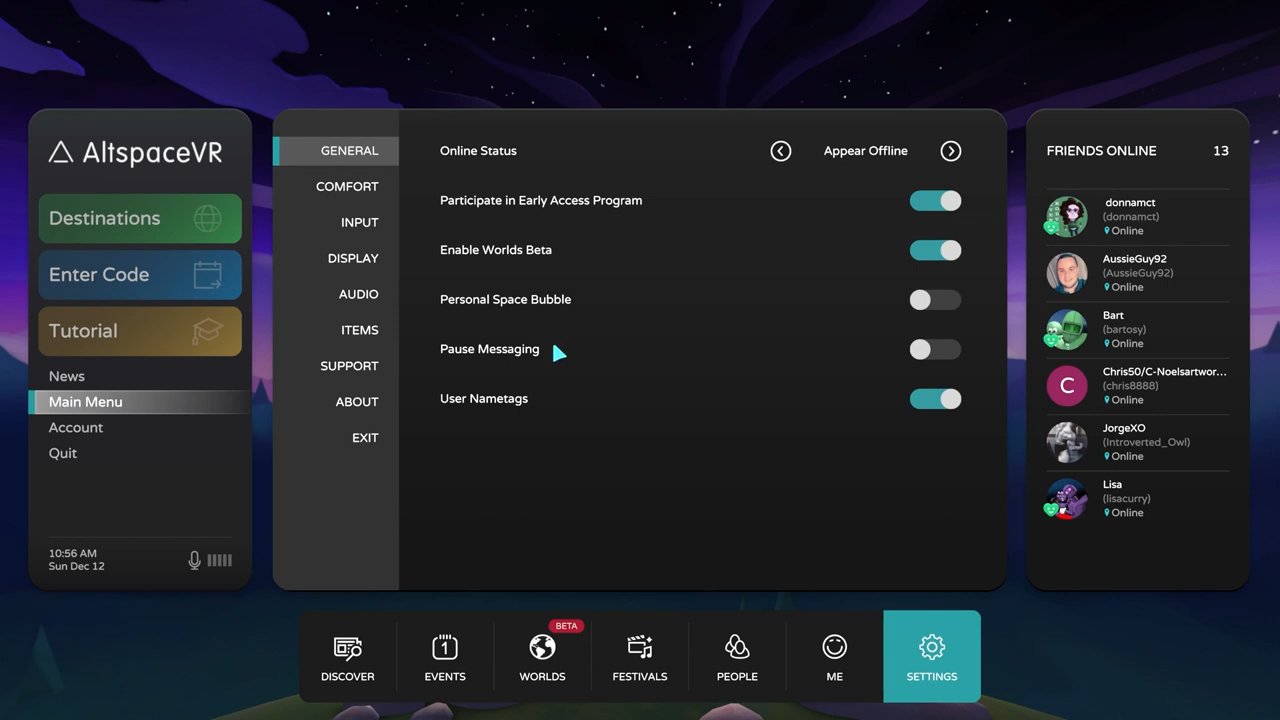 AltspaceVR
Destinations
Enter Code
Tutorial
News
Main Menu
Account
Quit
10:56 AM
Sun Dec 12
GENERAL
COMFORT
INPUT
DISPLAY
AUDIO
ITEMS
SUPPORT
ABOUT
EXIT
Online Status
Appear Offline
Participate in Early Access Program
Enable Worlds Beta
Personal Space Bubble
Pause Messaging
User Nametags
FRIENDS ONLINE 13
donnamct
(donnamct)
Online
AussieGuy92
(AussieGuy92)
Online
Bart
(bartosy)
Online
C
Chris50/C-Noelsartwor...
(chris8888)
Online
JorgeXO
(Introverted_Owl)
Online
Lisa
(lisacurry)
Online
DISCOVER
1
EVENTS
BETA
WORLDS
FESTIVALS
PEOPLE
ME
SETTINGS